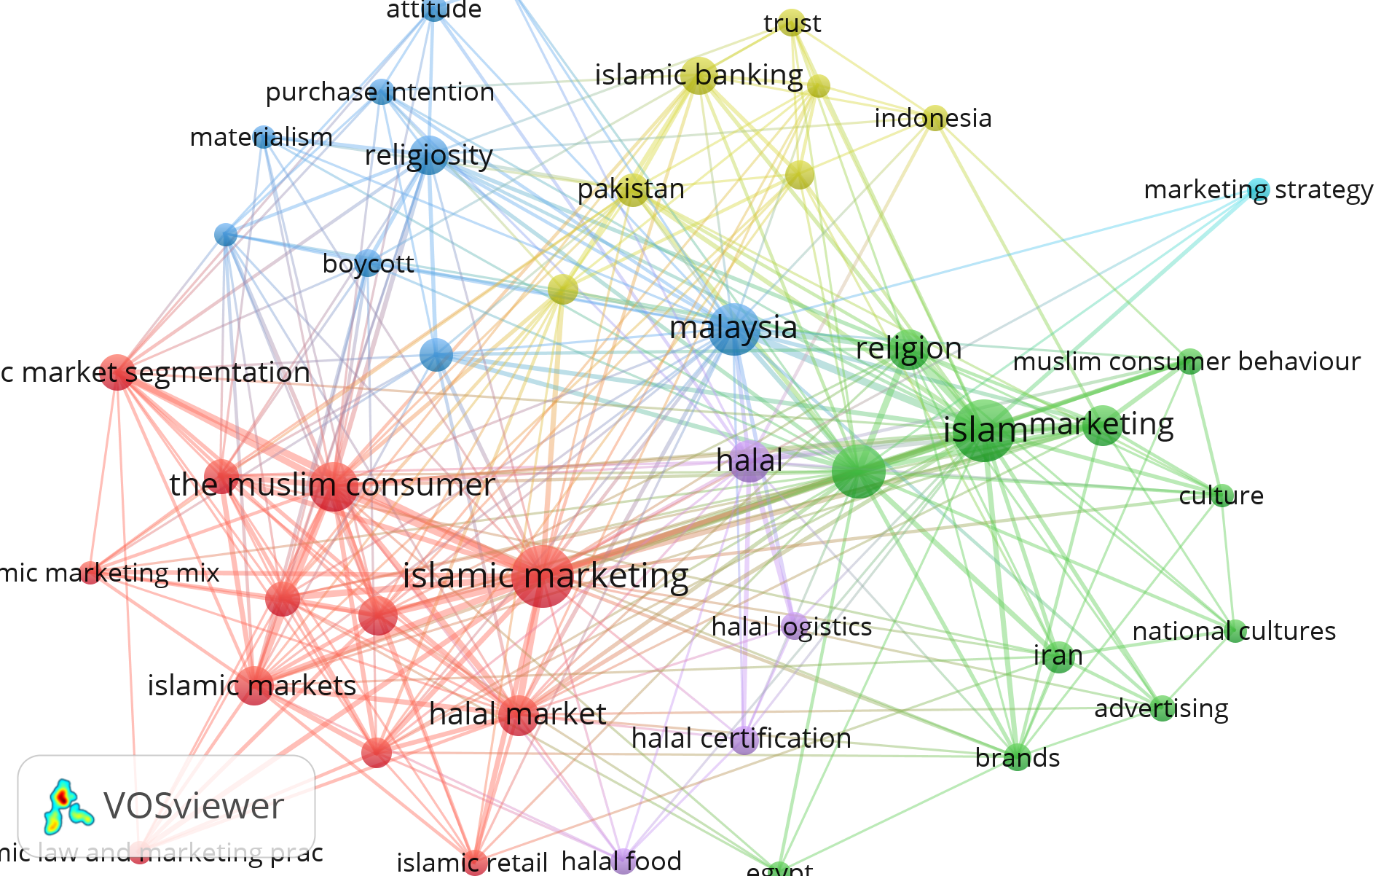 attitude
trust
islamic banking
purchase intention
indonesia
materialism
religiosity
pakistan
marketing strategy
boycott
malaysia
religion
muslim consumer behaviour
c market segmentation
islam
marketing
halal
the muslim consumer
culture
mic marketing mix
islamic marketing
halal logistics
national cultures
iran
islamic markets
halal market
advertising
halal certification
brands
VOSviewer
mic law and marketing prac
islamic retail
halal food
egypt